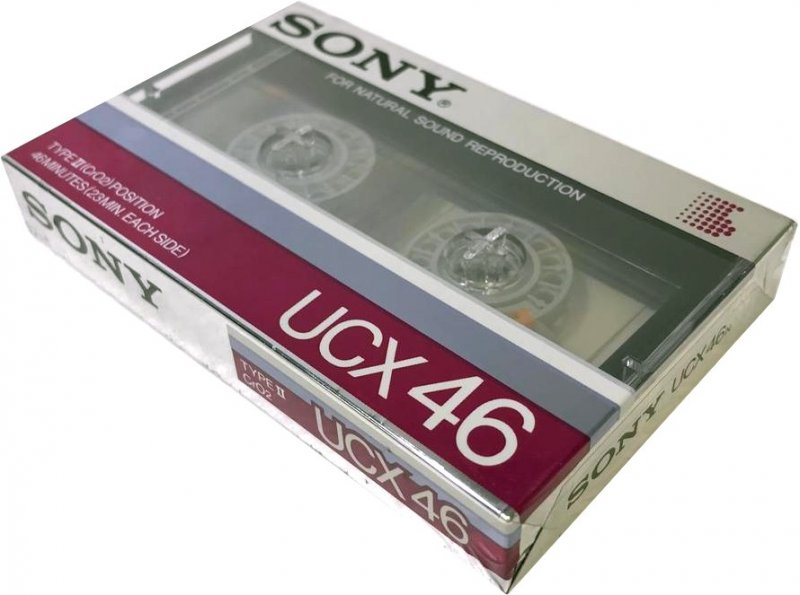 SONY®
FOR NATURAL SOUND REPRODUCTION
TYPE II (CrO2) POSITION
46MINUTES (23MIN. EACH SIDE)
UCX 46
SONY
TYPE II
CrO2
UCX 46
SONY UCX 46